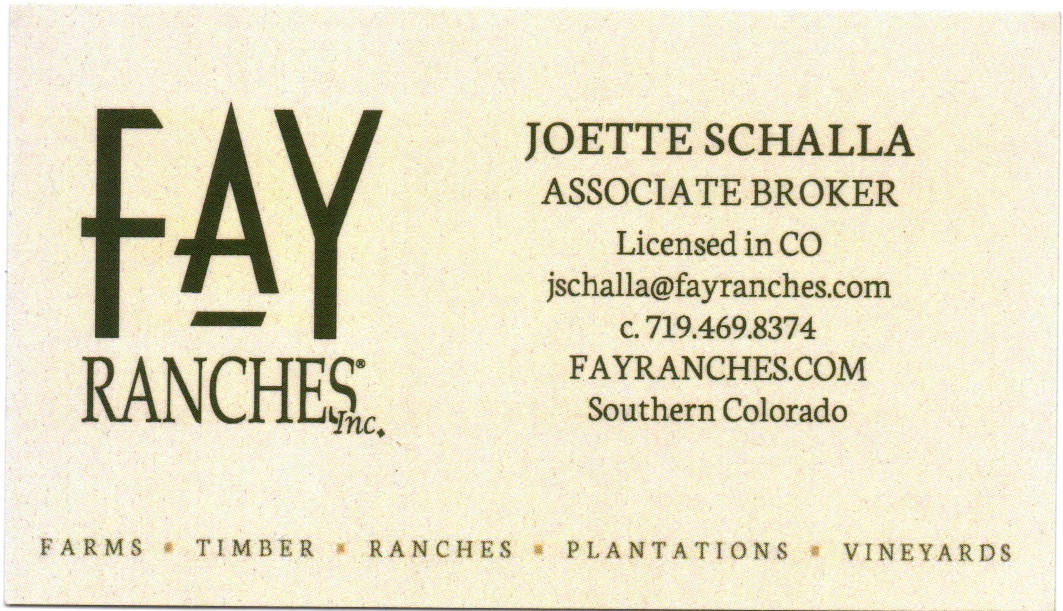 FAY
RANCHES®
Inc.
JOETTE SCHALLA
ASSOCIATE BROKER
Licensed in CO
jschalla@fayranches.com
c. 719.469.8374
FAYRANCHES.COM
Southern Colorado
FARMS ▪ TIMBER ▪ RANCHES ▪ PLANTATIONS ▪ VINEYARDS